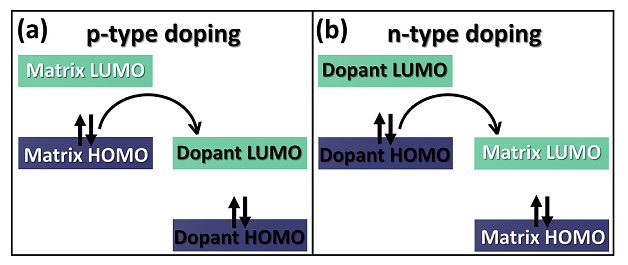 (a)
p-type doping
Matrix LUMO
Matrix HOMO
Dopant LUMO
Dopant HOMO
(b)
n-type doping
Dopant LUMO
Dopant HOMO
Matrix LUMO
Matrix HOMO